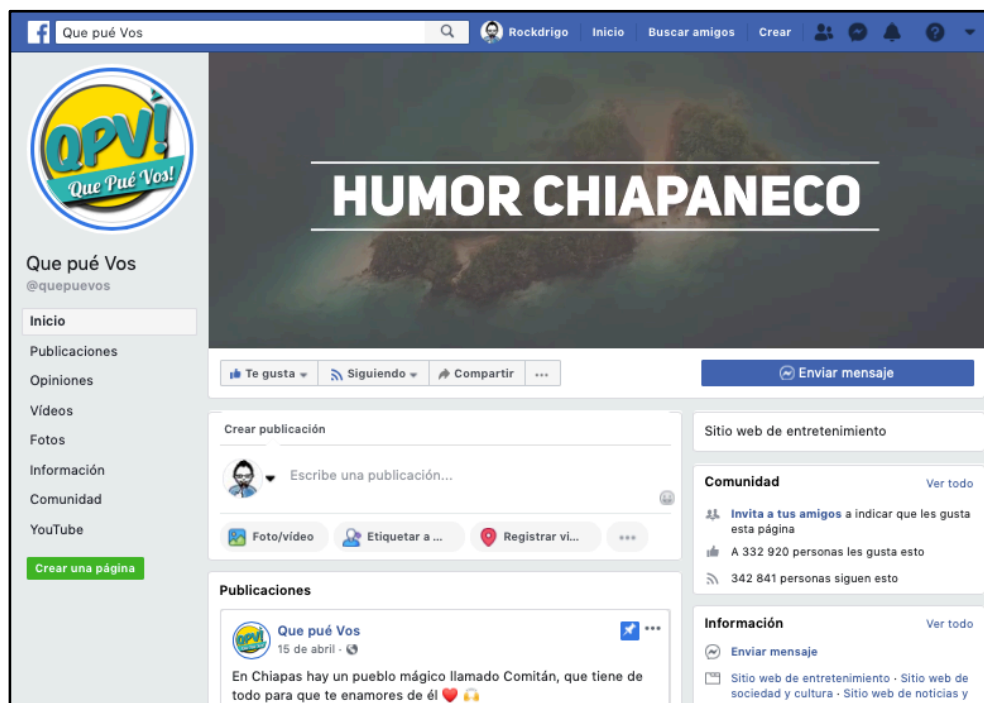 Que pué Vos
Rockdrigo
Inicio
Buscar amigos
Crear
QPV!
Que Pué Vos!
HUMOR CHIAPANECO
Que pué Vos
@quepuevos
Inicio
Publicaciones
Opiniones
Vídeos
Fotos
Información
Comunidad
YouTube
Crear una página
Te gusta
Siguiendo
Compartir
...
Enviar mensaje
Crear publicación
Escribe una publicación...
Foto/vídeo
Etiquetar a ...
Registrar vi...
Publicaciones
QPV!
Que pué Vos
15 de abril ·
En Chiapas hay un pueblo mágico llamado Comitán, que tiene de
todo para que te enamores de él
Sitio web de entretenimiento
Comunidad
Ver todo
Invita a tus amigos a indicar que les gusta
esta página
A 332 920 personas les gusta esto
342 841 personas siguen esto
Información
Ver todo
Enviar mensaje
Sitio web de entretenimiento · Sitio web de
sociedad y cultura · Sitio web de noticias y